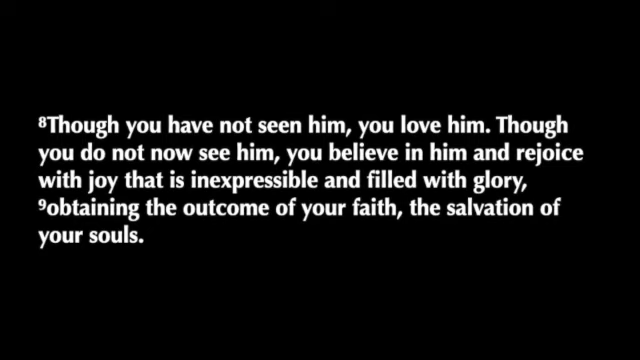 ⁸Though you have not seen him, you love him. Though
you do not now see him, you believe in him and rejoice
with joy that is inexpressible and filled with glory,
⁹obtaining the outcome of your faith, the salvation of
your souls.